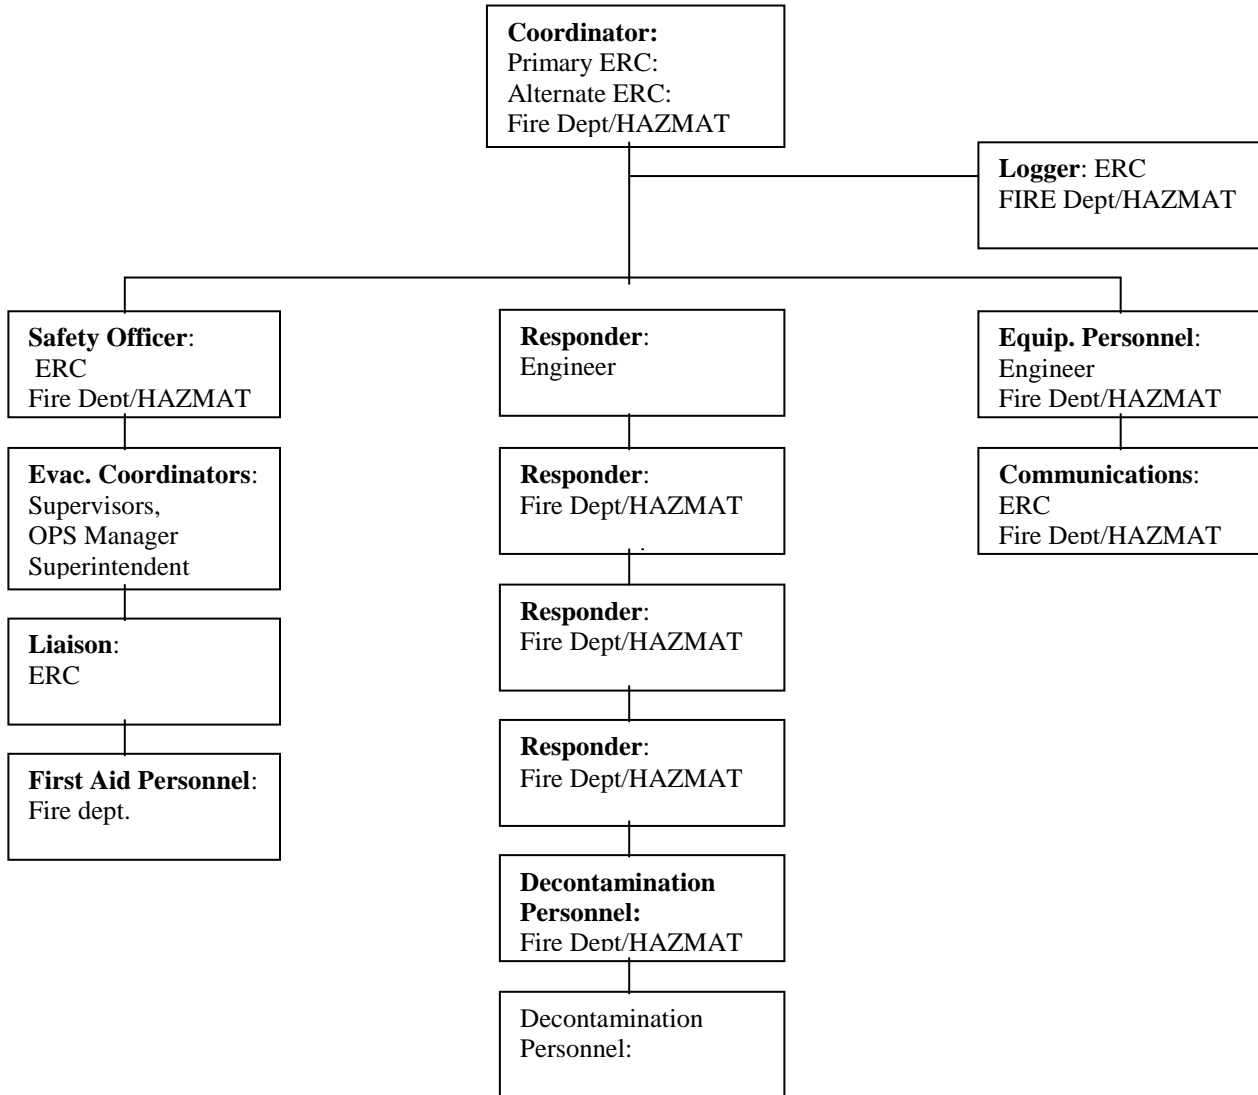 Coordinator:
Primary ERC:
Alternate ERC:
Fire Dept/HAZMAT
Logger: ERC
FIRE Dept/HAZMAT
Safety Officer:
ERC
Fire Dept/HAZMAT
Evac. Coordinators:
Supervisors,
OPS Manager
Superintendent
Liaison:
ERC
First Aid Personnel:
Fire dept.
Responder:
Engineer
Responder:
Fire Dept/HAZMAT
Responder:
Fire Dept/HAZMAT
Responder:
Fire Dept/HAZMAT
Decontamination
Personnel:
Fire Dept/HAZMAT
Decontamination
Personnel:
Equip. Personnel:
Engineer
Fire Dept/HAZMAT
Communications:
ERC
Fire Dept/HAZMAT